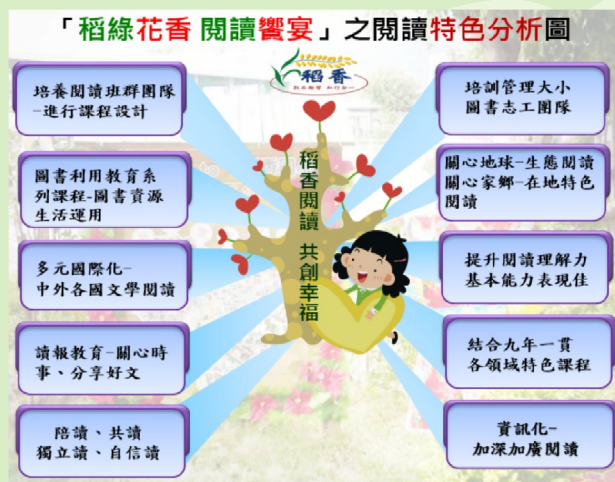 「稻綠花香 閱讀饗宴」之閱讀特色分析圖
稻香
培養閱讀班群團隊
-進行課程設計
圖書利用教育系
列課程-圖書資源
生活運用
多元國際化-
中外各國文學閱讀
讀報教育-關心時
事、分享好文
陪讀、共讀
獨立讀、自信讀
稻香閱讀 共創幸福
培訓管理大小
圖書志工團隊
關心地球-生態閱讀
關心家鄉-在地特色
閱讀
提升閱讀理解力
基本能力表現佳
結合九年一貫
各領域特色課程
資訊化-
加深加廣閱讀